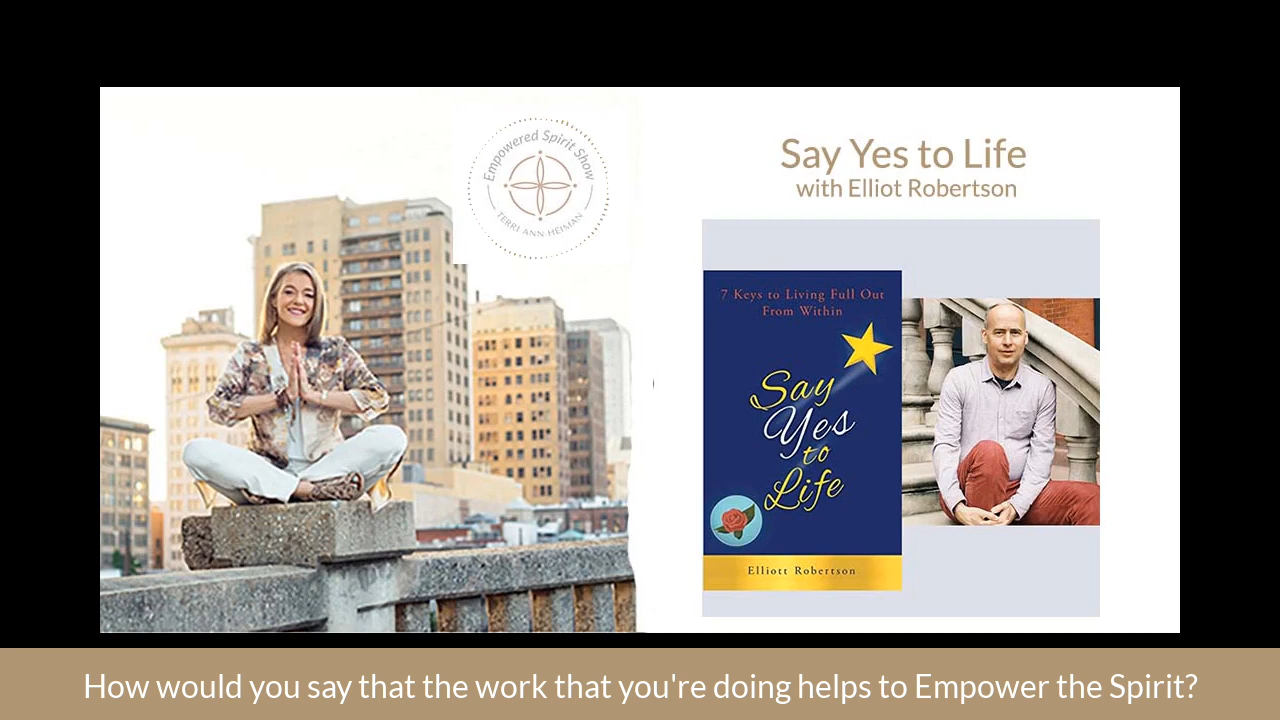 Empowered Spirit Show
TERRI ANN HEIMAN
Say Yes to Life
with Elliot Robertson
7 Keys to Living Full Out
From Within
Say
Yes
to
Life
Elliott Robertson
How would you say that the work that you're doing helps to Empower the Spirit?